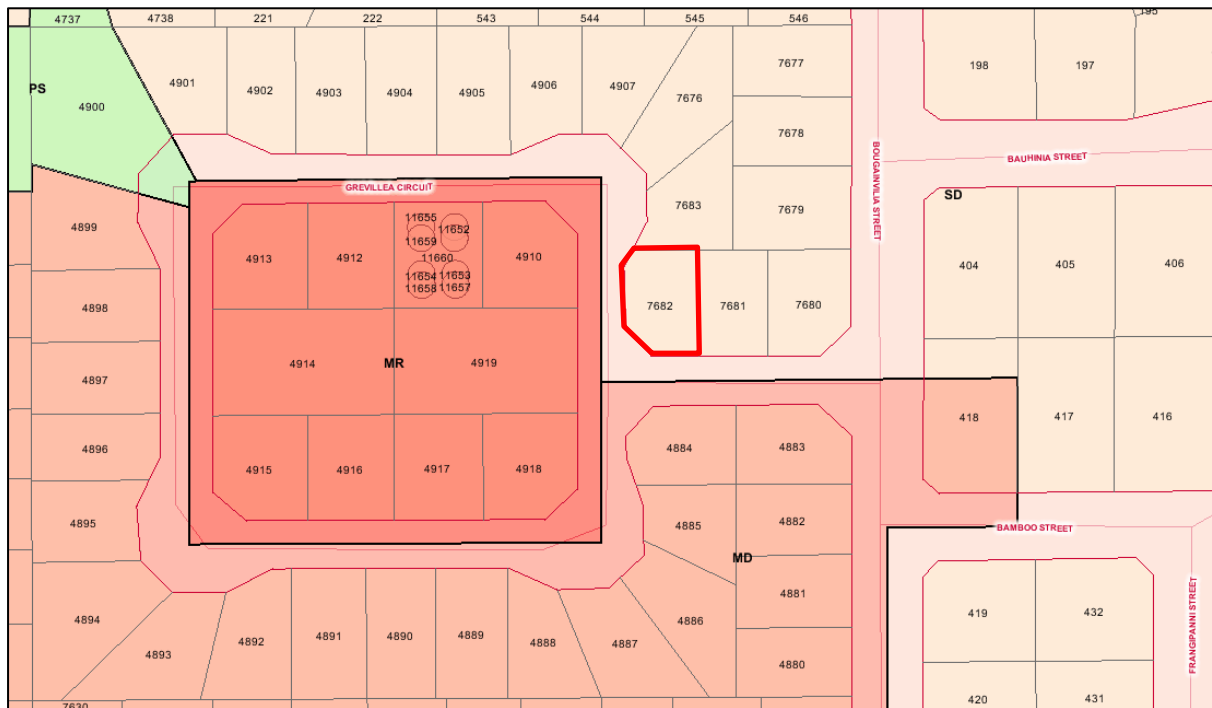 4737 4738 221 222 543 544 545 546 195
7677
4901 4902 4903 4904 4905 4906 4907 7676 198 197
PS
4900
7678
BAUHINIA STREET
BOUGAINVILIA STREET
GREVILLEA CIRCUIT
SD
7683 7679
4899
11655
11652
11659
4913 4912 11660 4910
404 405 406
11654 11653
11658 11657
4898
7682 7681 7680
4914 MR 4919
4897
418 417 416
4896 4884 4883
4915 4916 4917 4918
4895 4885 4882
BAMBOO STREET
MD
4881
FRANGIPANNI STREET
4894 4886
419 432
4893 4892 4891 4890 4889 4888 4887
4880
420 431
7630